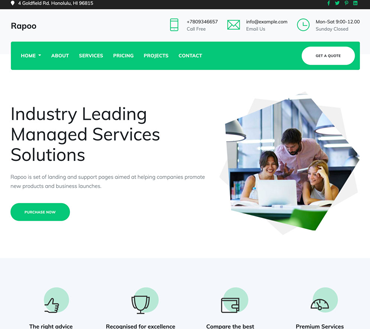 4 Goldfield Rd. Honolulu, HI 96815
Rapoo
+7809346657
Call Free
info@example.com
Email Us
Mon-Sat 9:00-12.00
Sunday Closed
HOME ABOUT SERVICES PRICING PROJECTS CONTACT
GET A QUOTE
Industry Leading
Managed Services
Solutions
Rapoo is set of landing and support pages aimed at helping companies promote
new products and business launches.
PURCHASE NOW
The right advice
Recognised for excellence
Compare the best
Premium Services